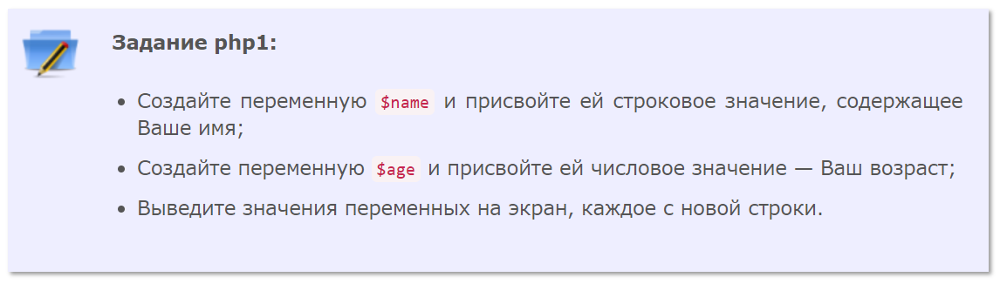 Задание php1:
Создайте переменную $name и присвойте ей строковое значение, содержащее
Ваше имя;
Создайте переменную $age и присвойте ей числовое значение — Ваш возраст;
Выведите значения переменных на экран, каждое с новой строки.